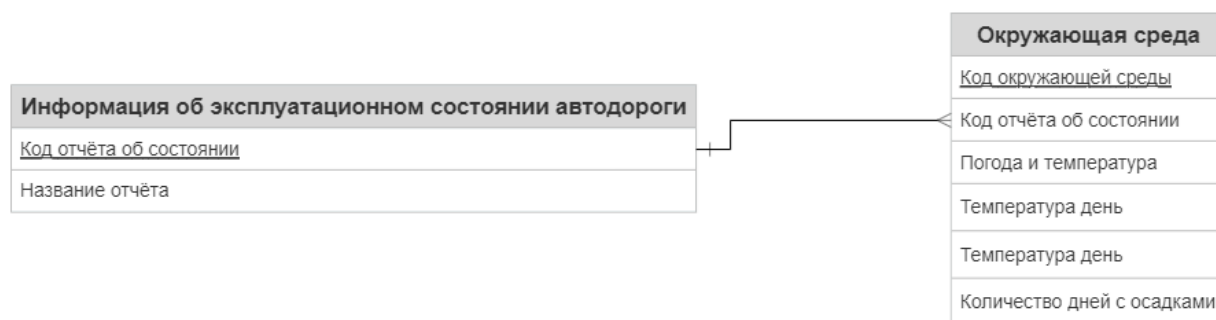 Окружающая среда
Код окружающей среды
Информация об эксплуатационном состоянии автодороги
Код отчёта об состоянии
Код отчёта об состоянии
Название отчёта
Погода и температура
Температура день
Температура день
Количество дней с осадками